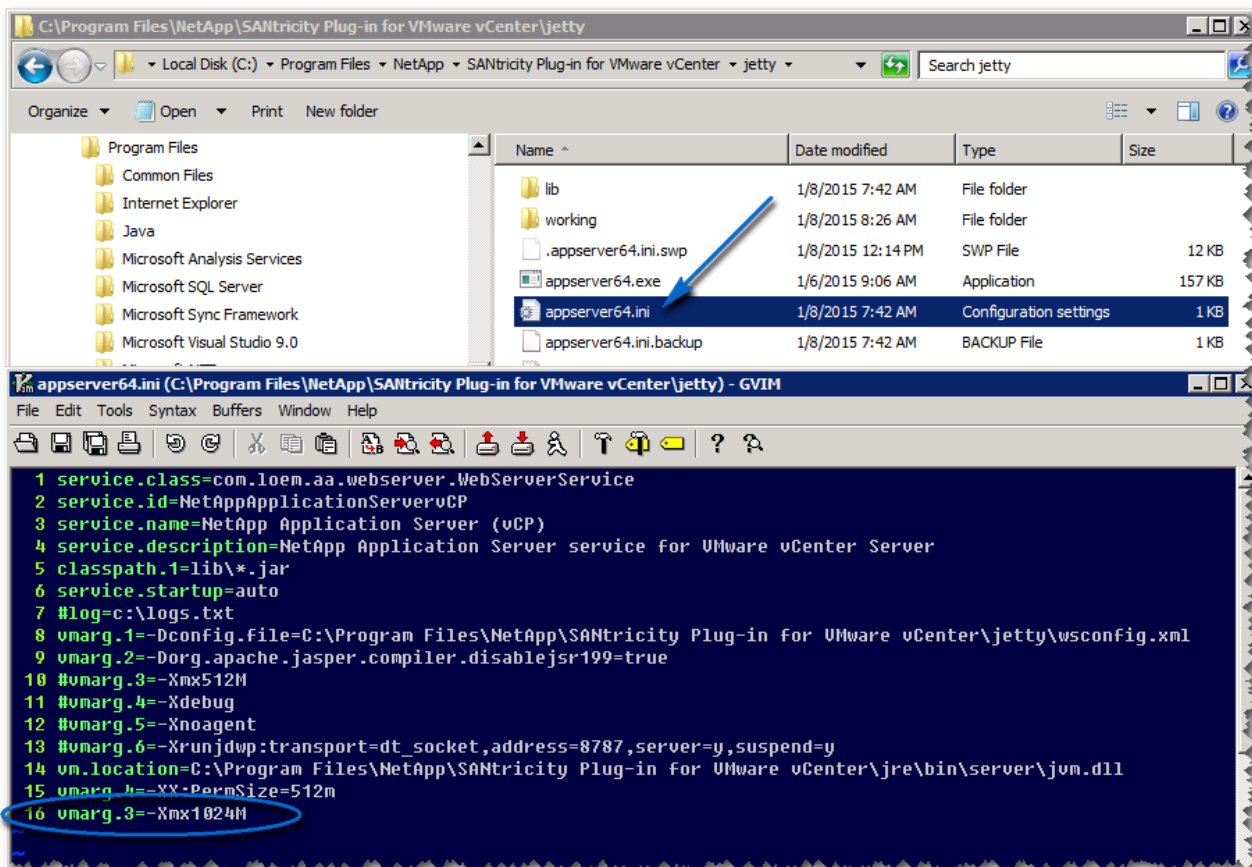 C:\Program Files\NetApp\SANtricity Plug-in for VMware vCenter\jetty
Local Disk (C:) Program Files NetApp SANtricity Plug-in for VMware vCenter jetty Search jetty
Organize Open Print New folder
Program Files
Common Files
Internet Explorer
Java
Microsoft Analysis Services
Microsoft SQL Server
Microsoft Sync Framework
Microsoft Visual Studio 9.0
Name Date modified Type Size
lib 1/8/2015 7:42 AM File folder
working 1/8/2015 8:26 AM File folder
.appserver64.ini.swp 1/8/2015 12:14 PM SWP File 12 KB
appserver64.exe 1/6/2015 9:06 AM Application 157 KB
appserver64.ini 1/8/2015 7:42 AM Configuration settings 1 KB
appserver64.ini.backup 1/8/2015 7:42 AM BACKUP File 1 KB
appserver64.ini (C:\Program Files\NetApp\SANtricity Plug-in for VMware vCenter\jetty) - GVIM
File Edit Tools Syntax Buffers Window Help
1 service.class=com.loem.aa.webserver.WebServerService
2 service.id=NetAppApplicationServervCP
3 service.name=NetApp Application Server (vCP)
4 service.description=NetApp Application Server service for VMware vCenter Server
5 classpath.1=lib\*.jar
6 service.startup=auto
7 #log=c:\logs.txt
8 vmarg.1=-Dconfig.file=C:\Program Files\NetApp\SANtricity Plug-in for VMware vCenter\jetty\wsconfig.xml
9 vmarg.2=-Dorg.apache.jasper.compiler.disablejsr199=true
10 #vmarg.3=-Xmx512M
11 #vmarg.4=-Xdebug
12 #vmarg.5=-Xnoagent
13 #vmarg.6=-Xrunjdwp:transport=dt_socket,address=8787,server=y,suspend=y
14 vm.location=C:\Program Files\NetApp\SANtricity Plug-in for VMware vCenter\jre\bin\server\jvm.dll
15 vmarg.4=-XX:PermSize=512m
16 vmarg.3=-Xmx1024M
~
~